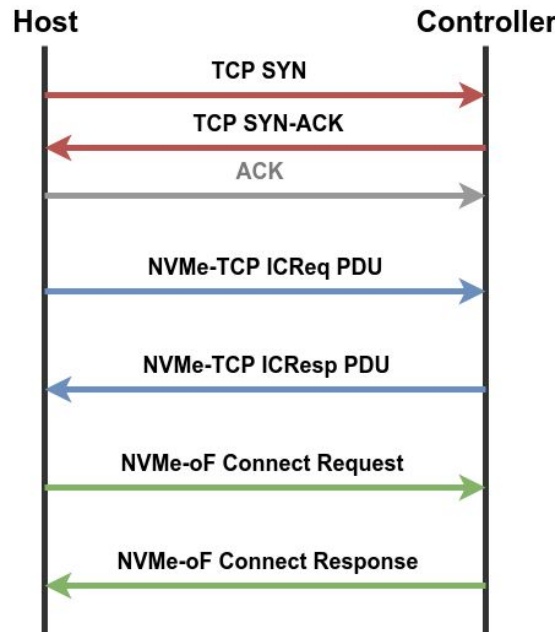 Host
Controller
TCP SYN
TCP SYN-ACK
ACK
NVMe-TCP ICReq PDU
NVMe-TCP ICResp PDU
NVMe-oF Connect Request
NVMe-oF Connect Response